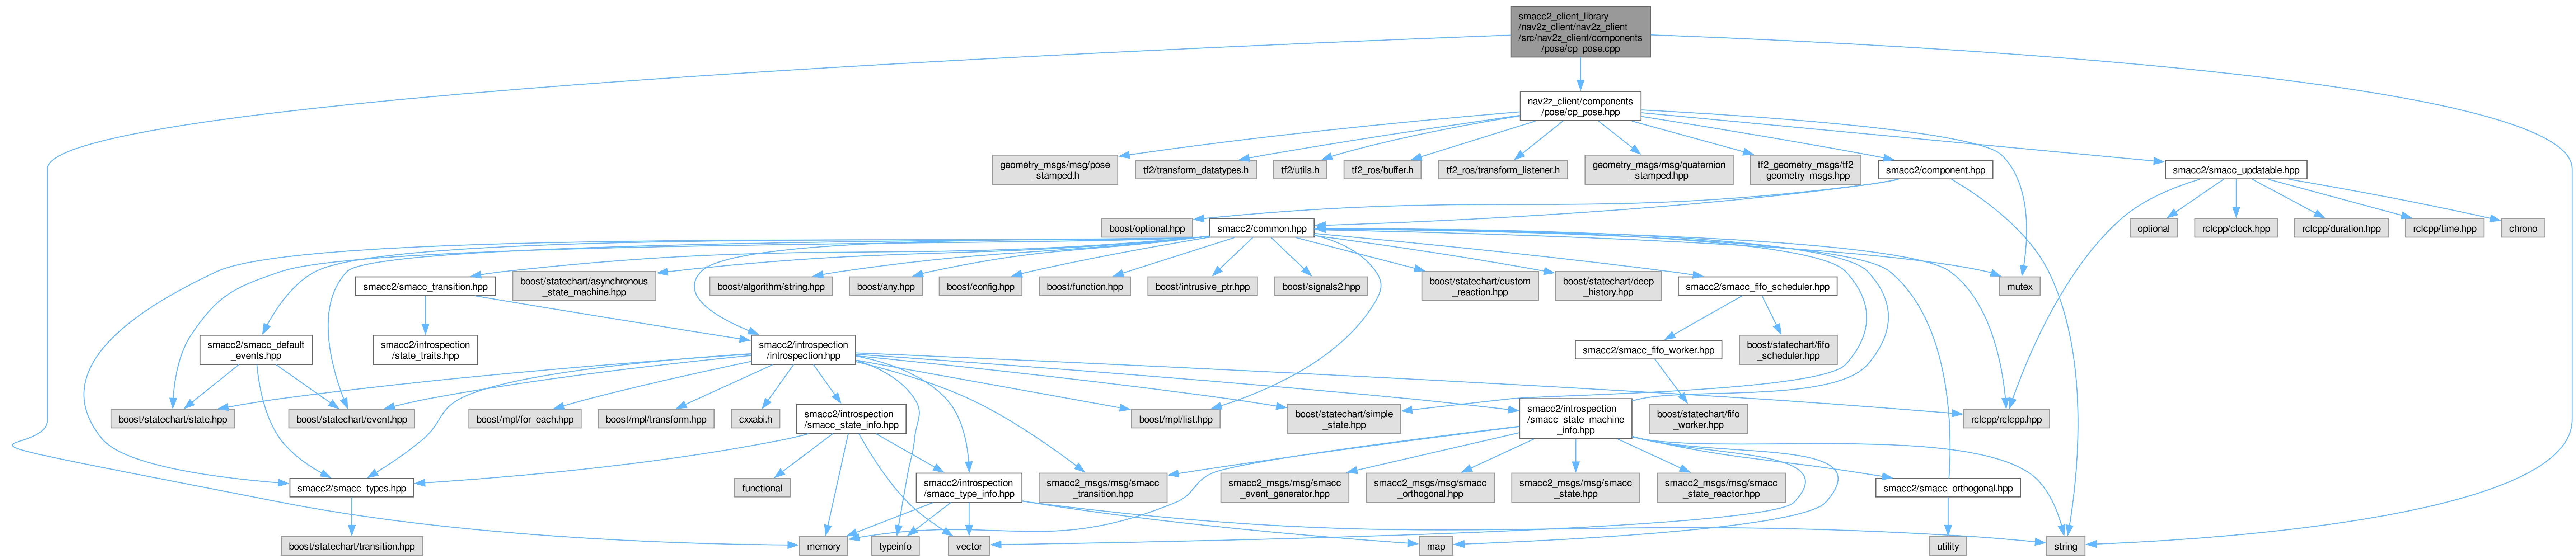 smacc2_client_library
/nav2z_client/nav2z_client
/src/nav2z_client/components
/pose/cp_pose.cpp
nav2z_client/components
/pose/cp_pose.hpp
geometry_msgs/msg/pose
_stamped.h
tf2/transform_datatypes.h
tf2/utils.h
tf2_ros/buffer.h
tf2_ros/transform_listener.h
geometry_msgs/msg/quaternion
_stamped.hpp
tf2_geometry_msgs/tf2
_geometry_msgs.hpp
smacc2/component.hpp
smacc2/smacc_updatable.hpp
boost/optional.hpp
smacc2/common.hpp
optional
rclcpp/clock.hpp
rclcpp/duration.hpp
rclcpp/time.hpp
chrono
smacc2/smacc_transition.hpp
boost/statechart/asynchronous
_state_machine.hpp
boost/algorithm/string.hpp
boost/any.hpp
boost/config.hpp
boost/function.hpp
boost/intrusive_ptr.hpp
boost/signals2.hpp
boost/statechart/custom
_reaction.hpp
boost/statechart/deep
_history.hpp
smacc2/smacc_fifo_scheduler.hpp
mutex
smacc2/smacc_default
_events.hpp
smacc2/introspection
/state_traits.hpp
smacc2/introspection
/introspection.hpp
smacc2/smacc_fifo_worker.hpp
boost/statechart/fifo
_scheduler.hpp
boost/statechart/state.hpp
boost/statechart/event.hpp
boost/mpl/for_each.hpp
boost/mpl/transform.hpp
cxxabi.h
smacc2/introspection
/smacc_state_info.hpp
boost/mpl/list.hpp
boost/statechart/simple
_state.hpp
smacc2/introspection
/smacc_state_machine
_info.hpp
boost/statechart/fifo
_worker.hpp
rclcpp/rclcpp.hpp
smacc2/smacc_types.hpp
functional
smacc2/introspection
/smacc_type_info.hpp
smacc2_msgs/msg/smacc
_transition.hpp
smacc2_msgs/msg/smacc
_event_generator.hpp
smacc2_msgs/msg/smacc
_orthogonal.hpp
smacc2_msgs/msg/smacc
_state.hpp
smacc2_msgs/msg/smacc
_state_reactor.hpp
smacc2/smacc_orthogonal.hpp
boost/statechart/transition.hpp
memory
typeinfo
vector
map
utility
string